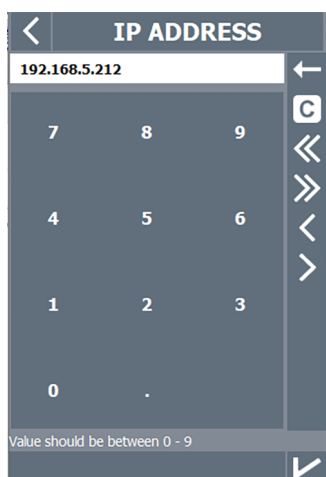 IP ADDRESS
192.168.5.212
C
7 8 9
4 5 6
1 2 3
0 .
Value should be between 0 - 9